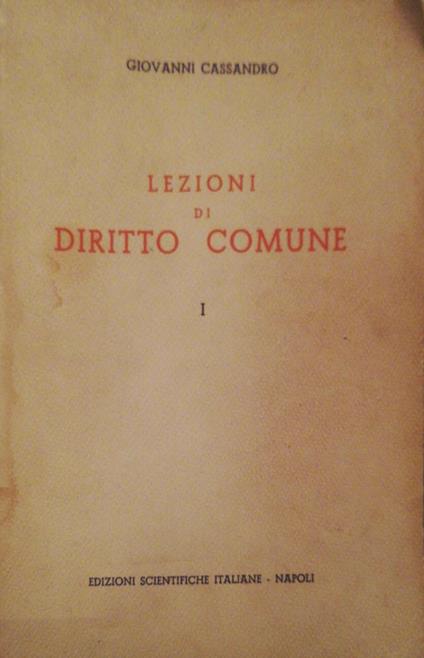 GIOVANNI CASSANDRO
LEZIONI
DI
DIRITTO COMUNE
I
EDIZIONI SCIENTIFICHE ITALIANE - NAPOLI